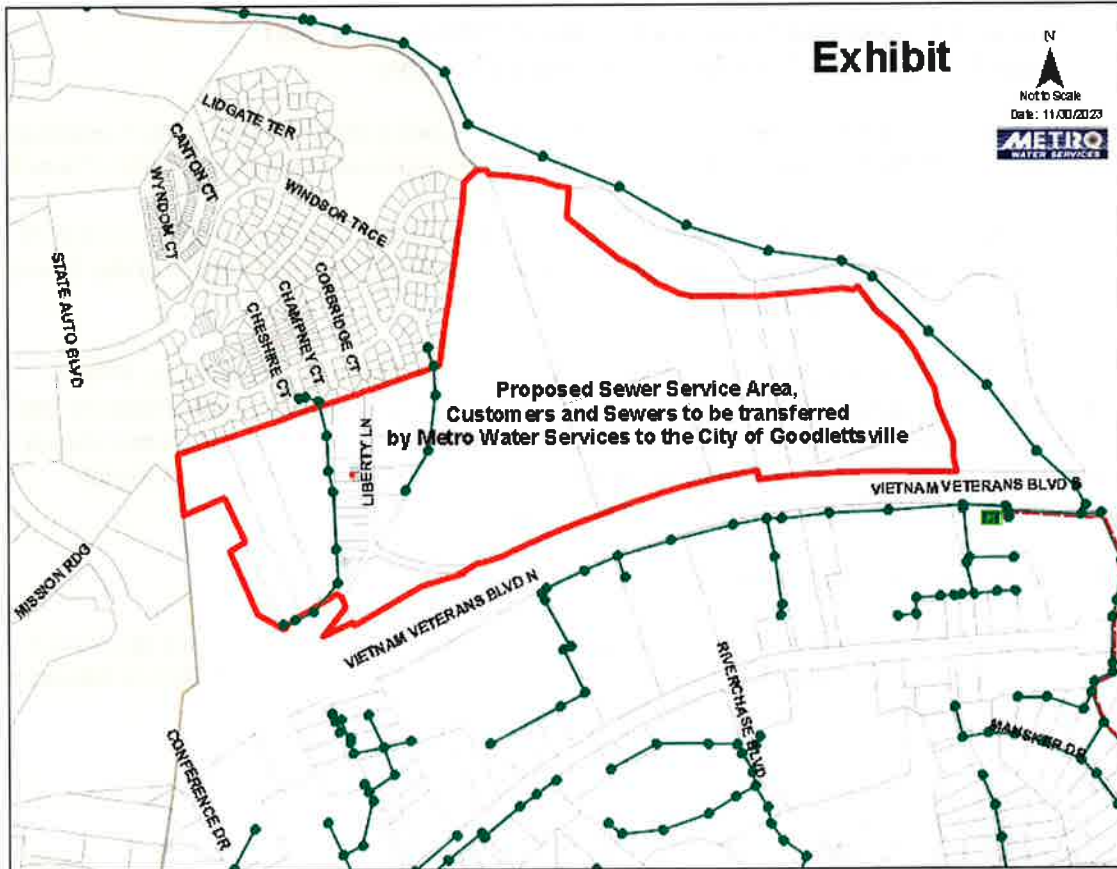 Exhibit
N
Not to Scale
Date: 11/30/2023
METRO
WATER SERVICES
LIDGATE TER
CANTON CT
WYNDOM CT
WINDSOR TRCE
STATE AUTO BLVD
CORBRIDGE CT
CHAMPNEY CT
CHESHIRE CT
Proposed Sewer Service Area,
Customers and Sewers to be transferred
by Metro Water Services to the City of Goodlettsville
LIBERTY LN
VIETNAM VETERANS BLVD S
MISSION RDG
VIETNAM VETERANS BLVD N
RIVERCHASE BLVD
MANSKER DR
CONFERENCE DR